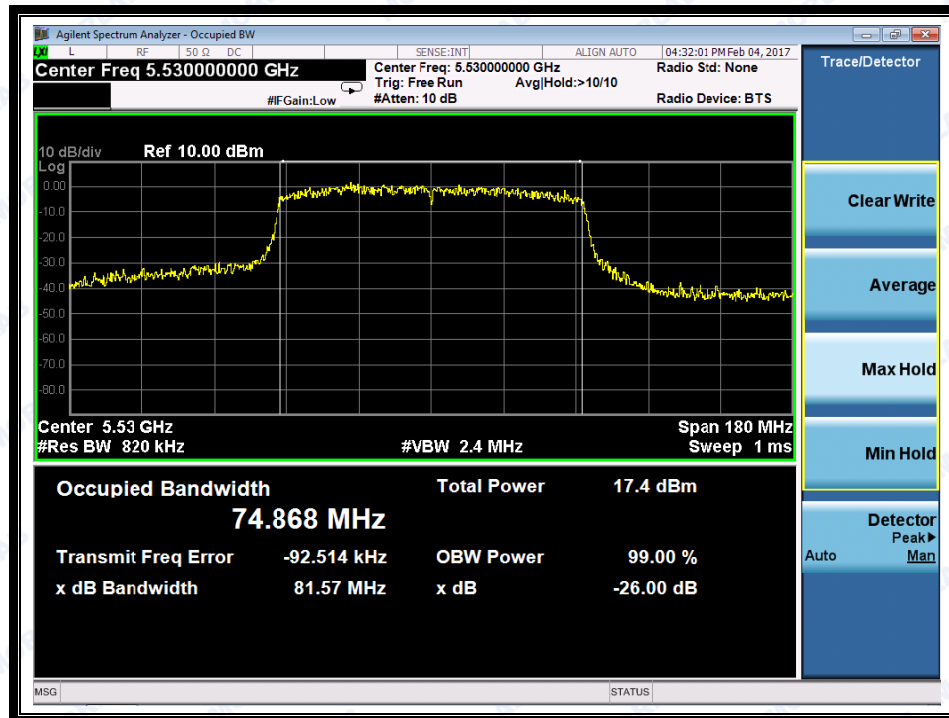 Agilent Spectrum Analyzer - Occupied BW
LXI L RF 50 Ω DC SENSE:INT ALIGN AUTO 04:32:01 PM Feb 04, 2017
Center Freq 5.530000000 GHz
Center Freq: 5.530000000 GHz Radio Std: None
Trig: Free Run Avg|Hold:>10/10
#IFGain:Low #Atten: 10 dB Radio Device: BTS
10 dB/div Ref 10.00 dBm
Log
0.00
-10.0
-20.0
-30.0
-40.0
-50.0
-60.0
-70.0
-80.0
Center 5.53 GHz Span 180 MHz
#Res BW 820 kHz #VBW 2.4 MHz Sweep 1 ms
Occupied Bandwidth Total Power 17.4 dBm
74.868 MHz
Transmit Freq Error -92.514 kHz OBW Power 99.00 %
x dB Bandwidth 81.57 MHz x dB -26.00 dB
MSG STATUS
Trace/Detector
Clear Write
Average
Max Hold
Min Hold
Detector
Peak▶
Auto Man